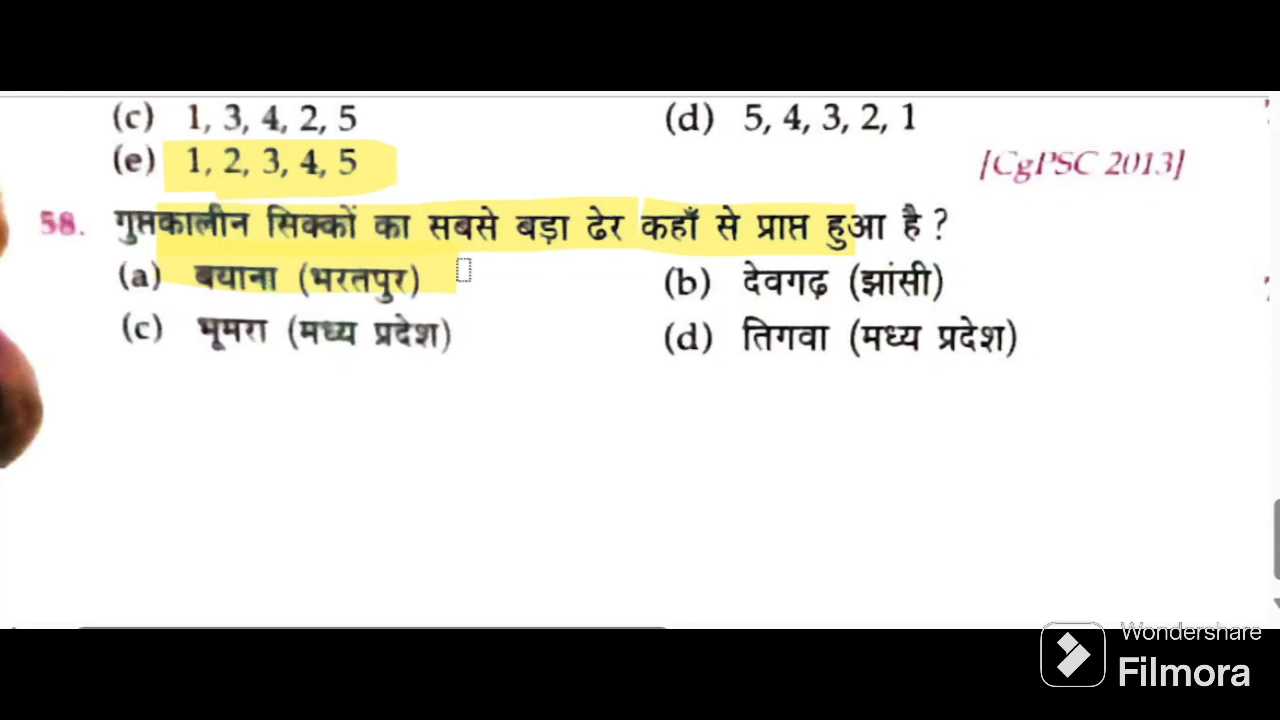 (c) 1, 3, 4, 2, 5 (d) 5, 4, 3, 2, 1
(e) 1, 2, 3, 4, 5 [CgPSC 2013]
58. गुप्तकालीन सिक्कों का सबसे बड़ा ढेर कहाँ से प्राप्त हुआ है ?
(a) बयाना (भरतपुर) (b) देवगढ़ (झांसी)
(c) भूमरा (मध्य प्रदेश) (d) तिगवा (मध्य प्रदेश)
Wondershare
Filmora